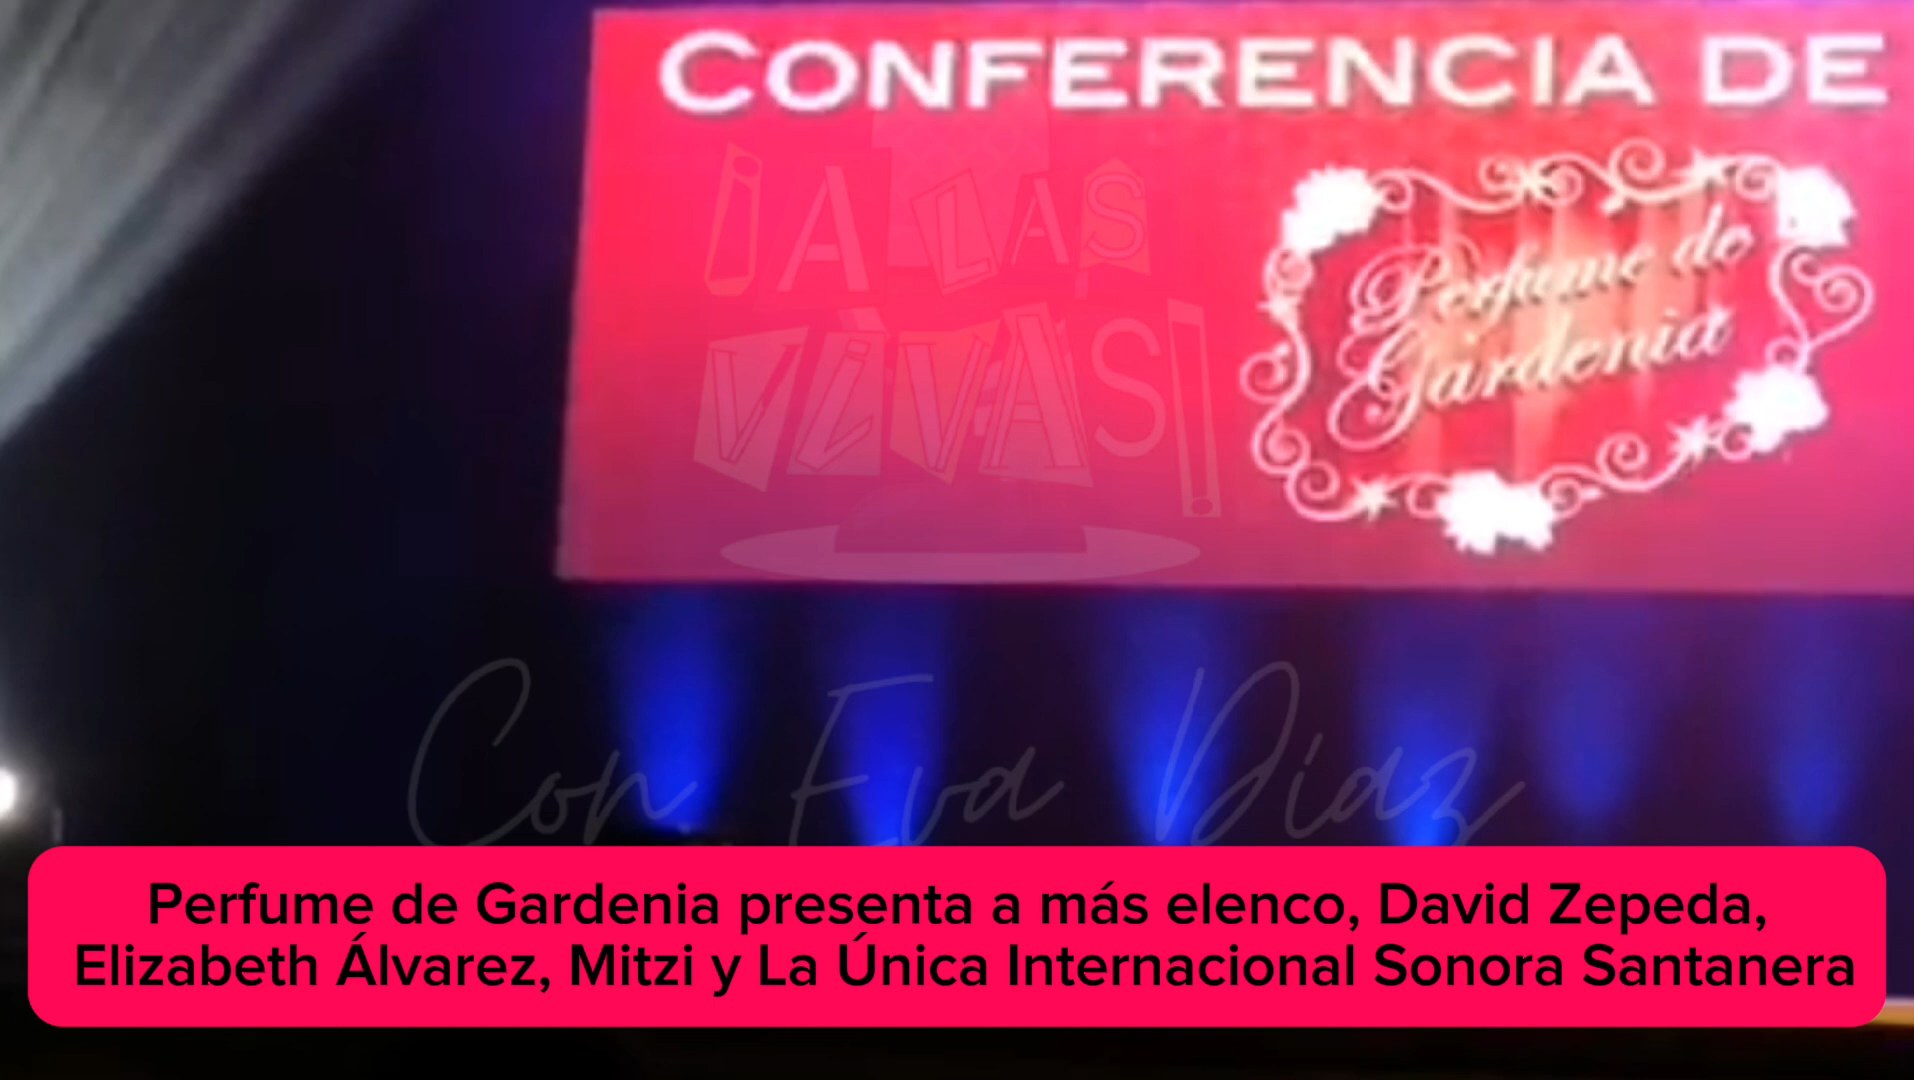 CONFERENCIA DE
Perfume de
Gardenia
¡A LAS
VIVAS!
Con Eva Díaz
Perfume de Gardenia presenta a más elenco, David Zepeda,
Elizabeth Álvarez, Mitzi y La Única Internacional Sonora Santanera